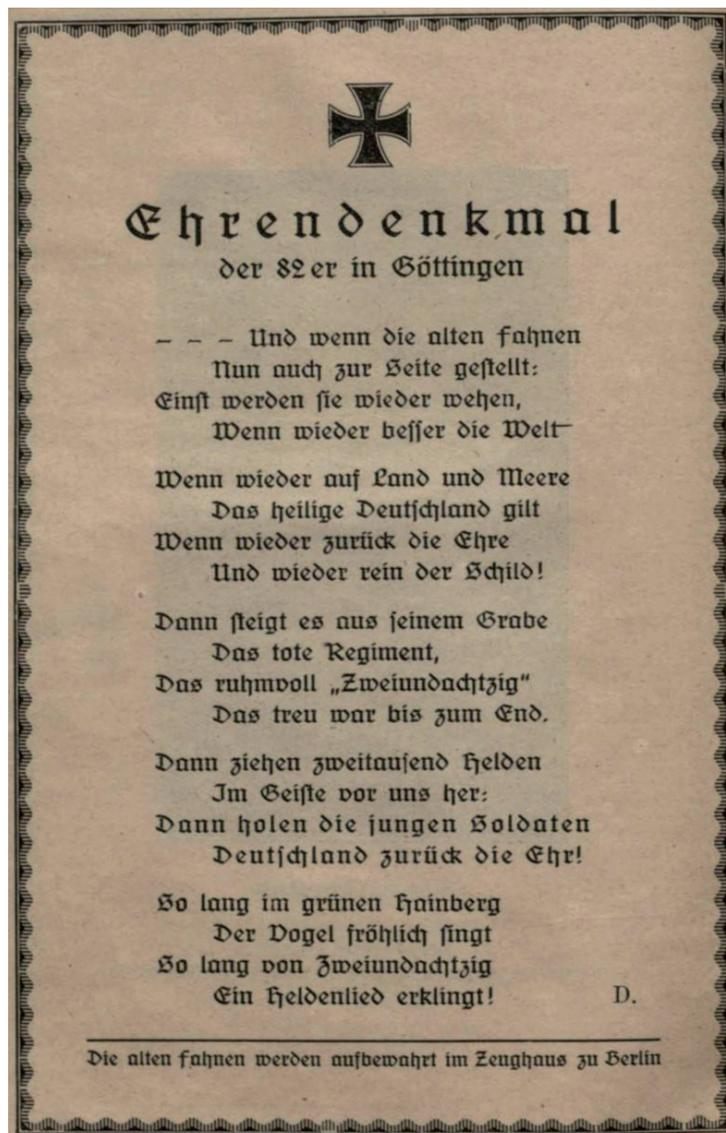 Ehrendenkmal
der 82er in Göttingen
– – – Und wenn die alten Fahnen
Nun auch zur Seite gestellt:
Einst werden sie wieder wehen,
Wenn wieder besser die Welt–
Wenn wieder auf Land und Meere
Das heilige Deutschland gilt
Wenn wieder zurück die Ehre
Und wieder rein der Schild!
Dann steigt es aus seinem Grabe
Das tote Regiment,
Das ruhmvoll „Zweiundachtzig“
Das treu war bis zum End.
Dann ziehen zweitausend Helden
Im Geiste vor uns her:
Dann holen die jungen Soldaten
Deutschland zurück die Ehr!
So lang im grünen Hainberg
Der Vogel fröhlich singt
So lang von Zweiundachtzig
Ein Heldenlied erklingt! D.
Die alten Fahnen werden aufbewahrt im Zeughaus zu Berlin